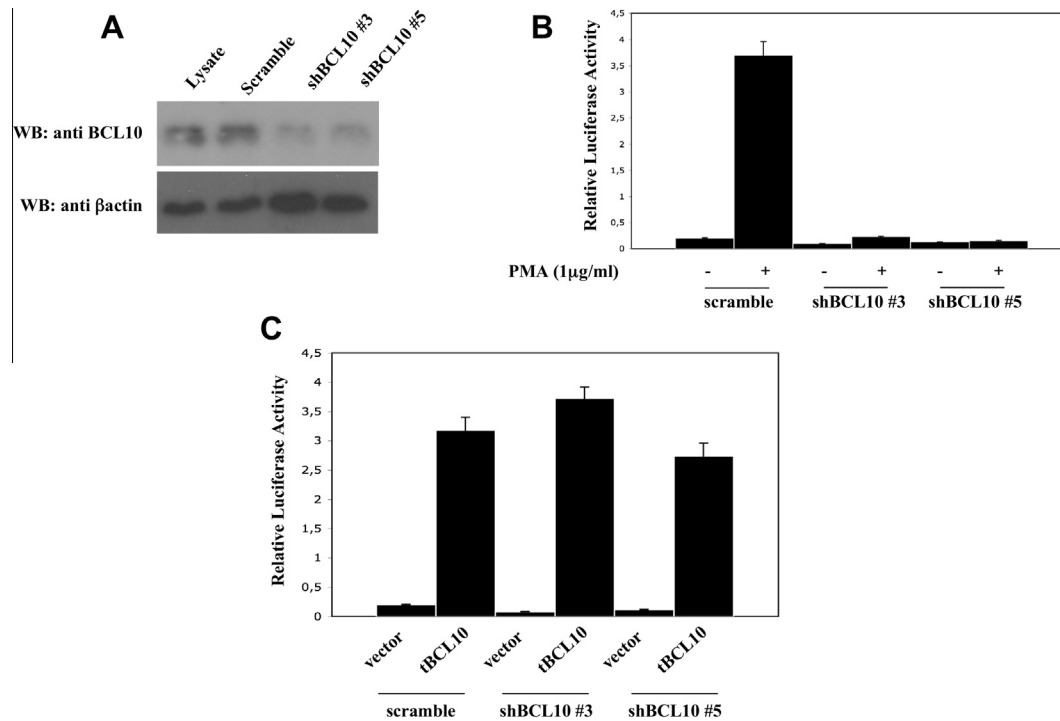 A
Lysate
Scramble
shBCL10 #3
shBCL10 #5
WB: anti BCL10
WB: anti βactin
B
Relative Luciferase Activity
4,5
4
3,5
3
2,5
2
1,5
1
0,5
0
PMA (1μg/ml)
- + - + - +
scramble shBCL10 #3 shBCL10 #5
C
Relative Luciferase Activity
4,5
4
3,5
3
2,5
2
1,5
1
0,5
0
vector tBCL10 vector tBCL10 vector tBCL10
scramble shBCL10 #3 shBCL10 #5